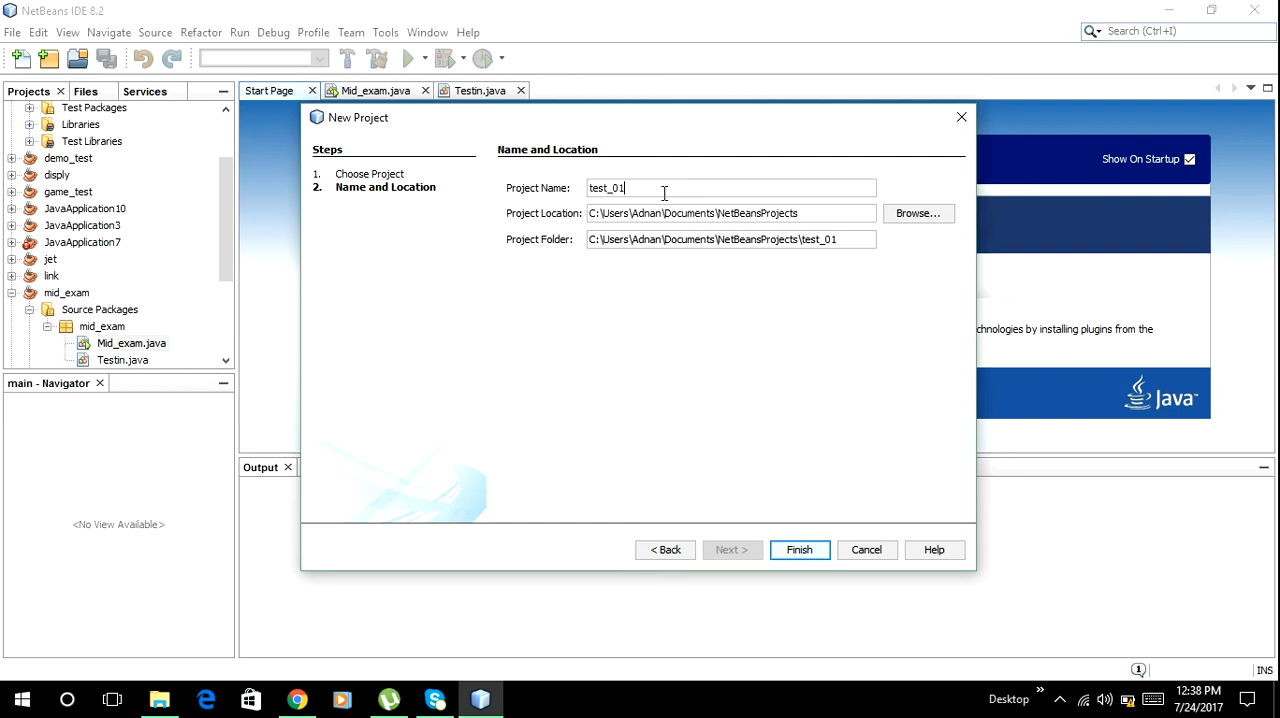 NetBeans IDE 8.2
File Edit View Navigate Source Refactor Run Debug Profile Team Tools Window Help
Search (Ctrl+I)
Projects Files Services
Start Page Mid_exam.java Testin.java
Test Packages
Libraries
Test Libraries
demo_test
disply
game_test
JavaApplication10
JavaApplication3
JavaApplication7
jet
link
mid_exam
Source Packages
mid_exam
Mid_exam.java
Testin.java
main - Navigator
<No View Available>
New Project
Steps
1. Choose Project
2. Name and Location
Name and Location
Project Name: test_01
Project Location: C:\Users\Adnan\Documents\NetBeansProjects Browse...
Project Folder: C:\Users\Adnan\Documents\NetBeansProjects\test_01
< Back Next > Finish Cancel Help
Show On Startup
chnologies by installing plugins from the
Java
Output
1
INS
Desktop
12:38 PM
7/24/2017